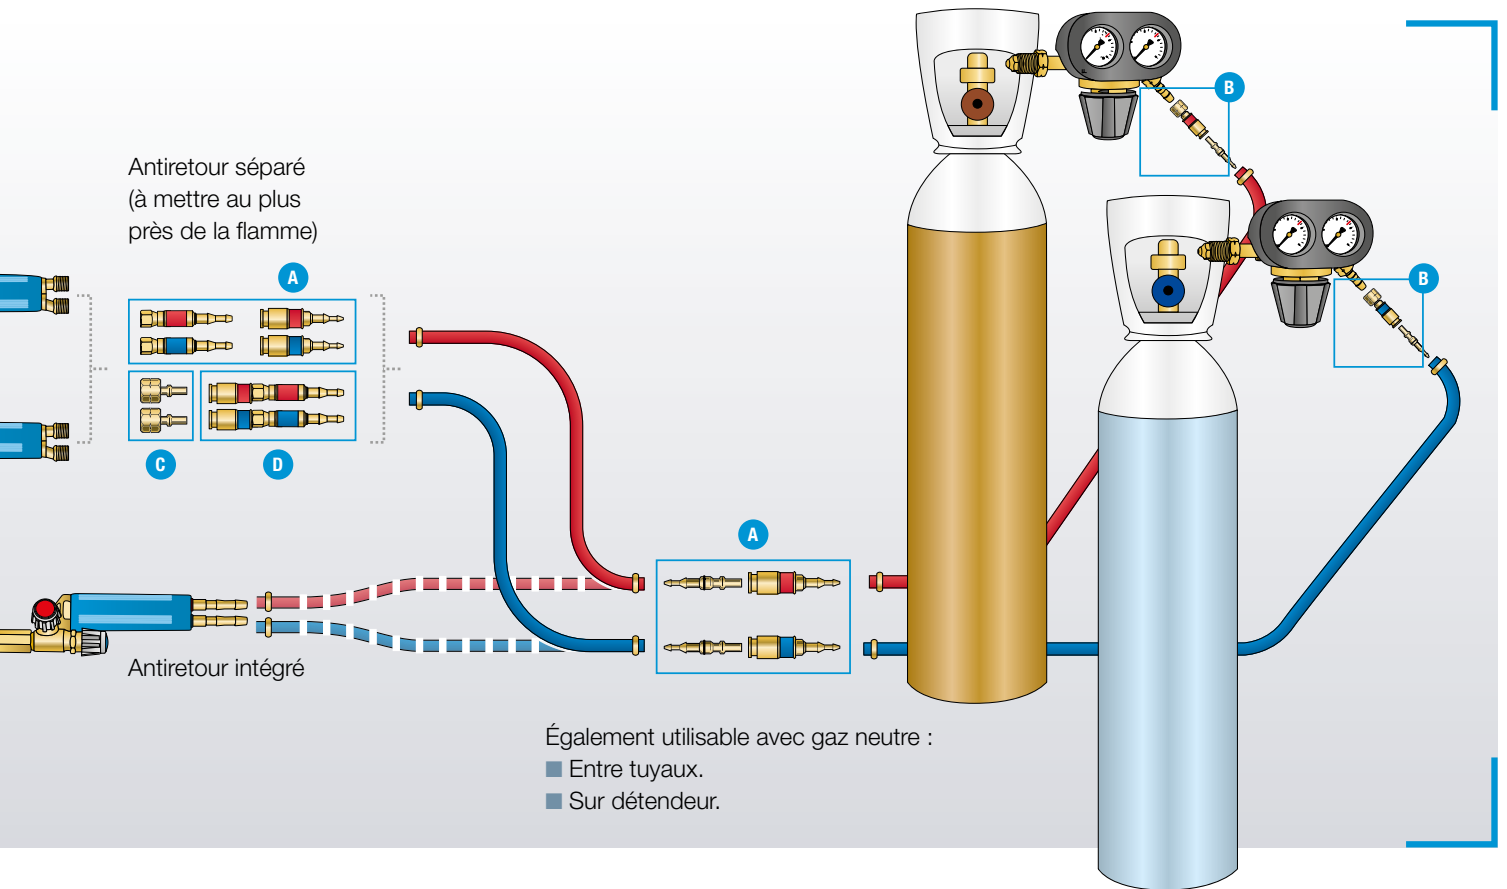 B
Antiretour séparé
(à mettre au plus
près de la flamme)
A
B
C
D
A
Antiretour intégré
Également utilisable avec gaz neutre :
Entre tuyaux.
Sur détendeur.